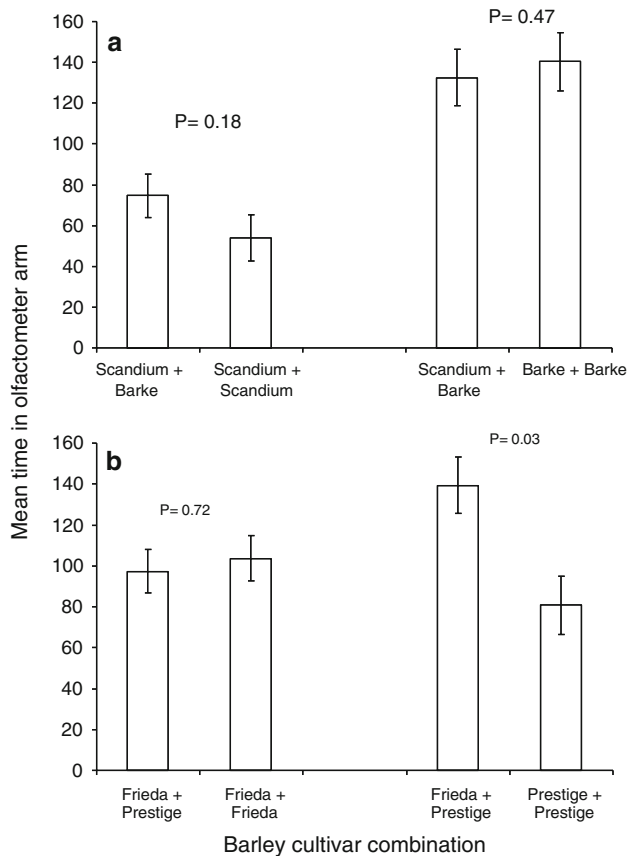 Mean time in olfactometer arm
a
160
140
120
100
80
60
40
20
0
P= 0.18
P= 0.47
Scandium +
Barke
Scandium +
Scandium
Scandium +
Barke
Barke + Barke
b
160
140
120
100
80
60
40
20
0
P= 0.72
P= 0.03
Frieda +
Prestige
Frieda +
Frieda
Frieda +
Prestige
Prestige +
Prestige
Barley cultivar combination